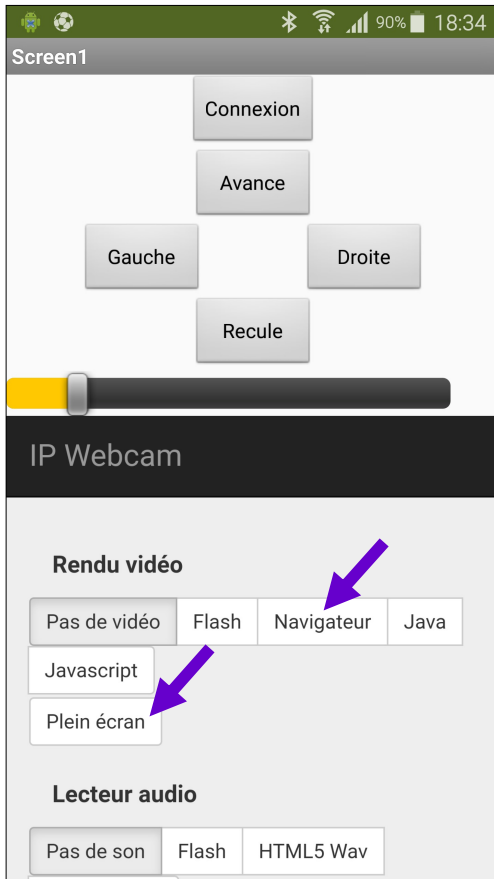 90% 18:34
Screen1
Connexion
Avance
Gauche Droite
Recule
IP Webcam
Rendu vidéo
Pas de vidéo Flash Navigateur Java
Javascript
Plein écran
Lecteur audio
Pas de son Flash HTML5 Wav